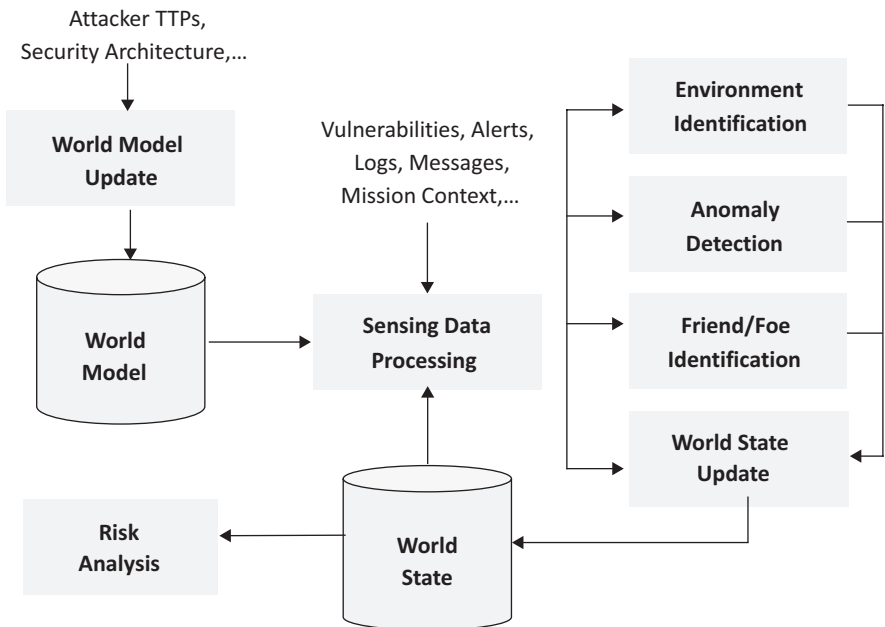 Attacker TTPs,
Security Architecture,...
World Model
Update
World
Model
Vulnerabilities, Alerts,
Logs, Messages,
Mission Context,...
Sensing Data
Processing
Environment
Identification
Anomaly
Detection
Friend/Foe
Identification
World State
Update
World
State
Risk
Analysis